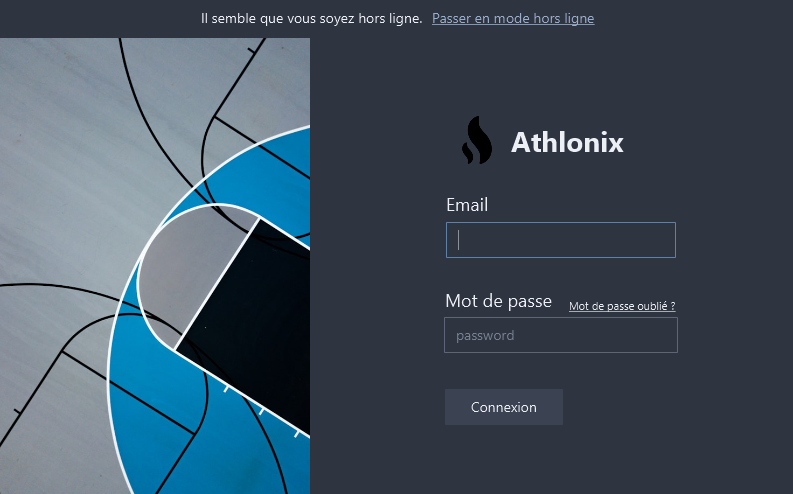 Il semble que vous soyez hors ligne. Passer en mode hors ligne
Athlonix
Email
Mot de passe Mot de passe oublié ?
password
Connexion